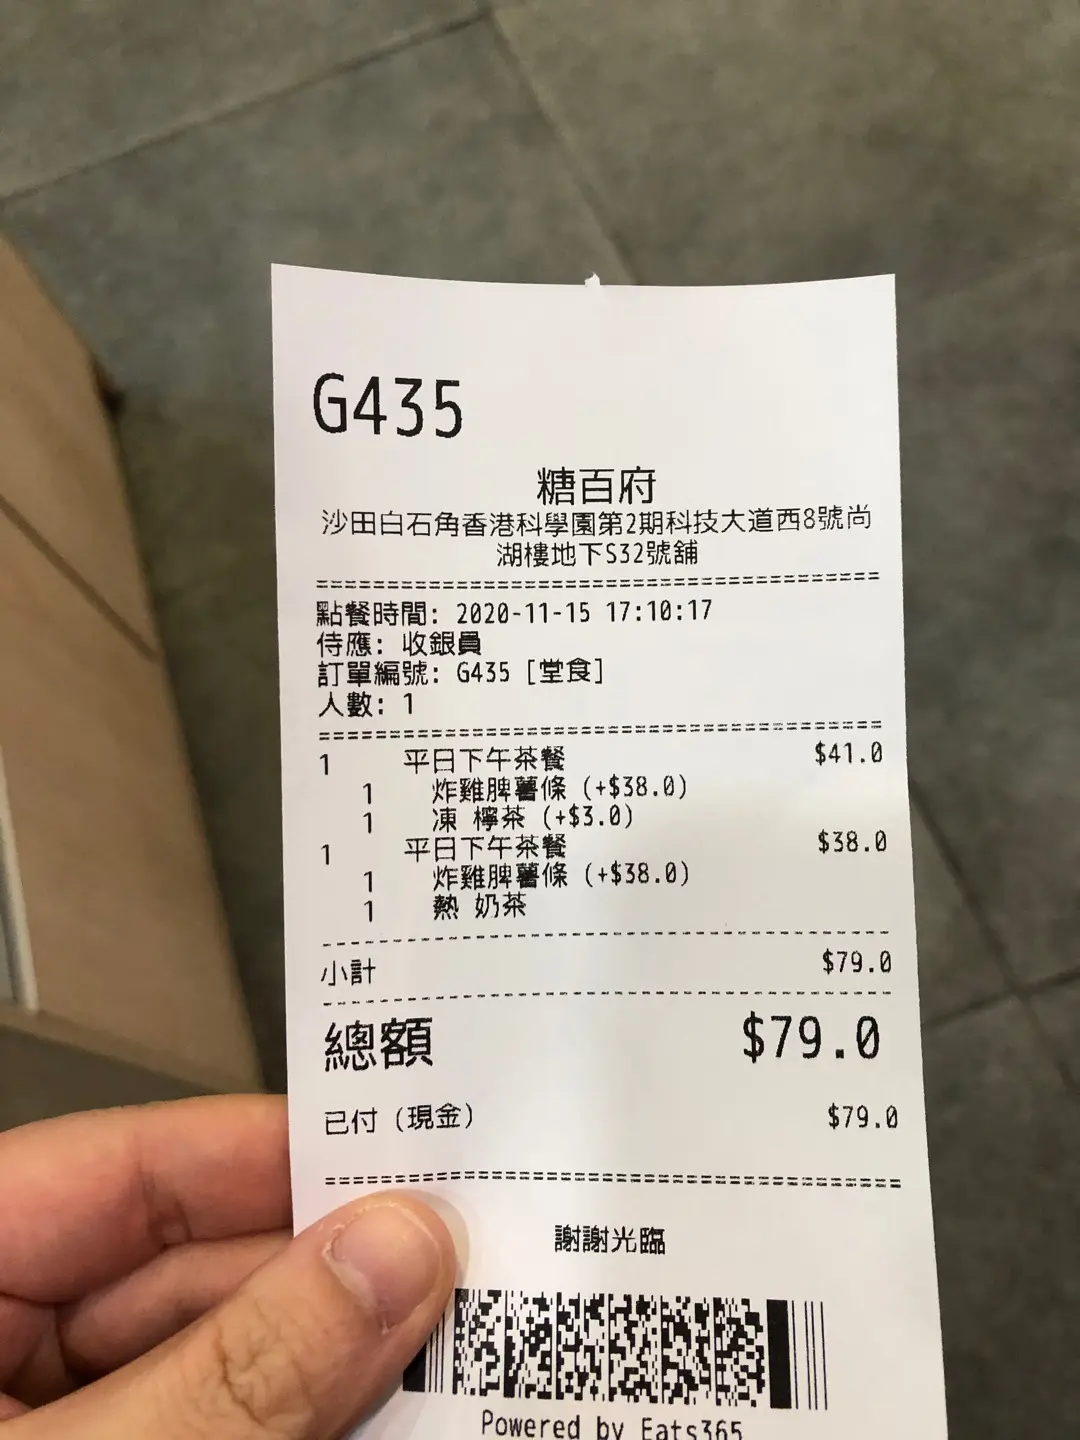 G435
糖百府
沙田白石角香港科學園第2期科技大道西8號尚
湖樓地下S32號舖
點餐時間: 2020-11-15 17:10:17
侍應: 收銀員
訂單編號: G435 [堂食]
人數: 1
1 平日下午茶餐 $41.0
1 炸雞脾薯條 (+$38.0)
1 凍 檸茶 (+$3.0)
1 平日下午茶餐 $38.0
1 炸雞脾薯條 (+$38.0)
1 熱 奶茶
小計 $79.0
總額 $79.0
已付 (現金) $79.0
謝謝光臨
Powered by Eats365